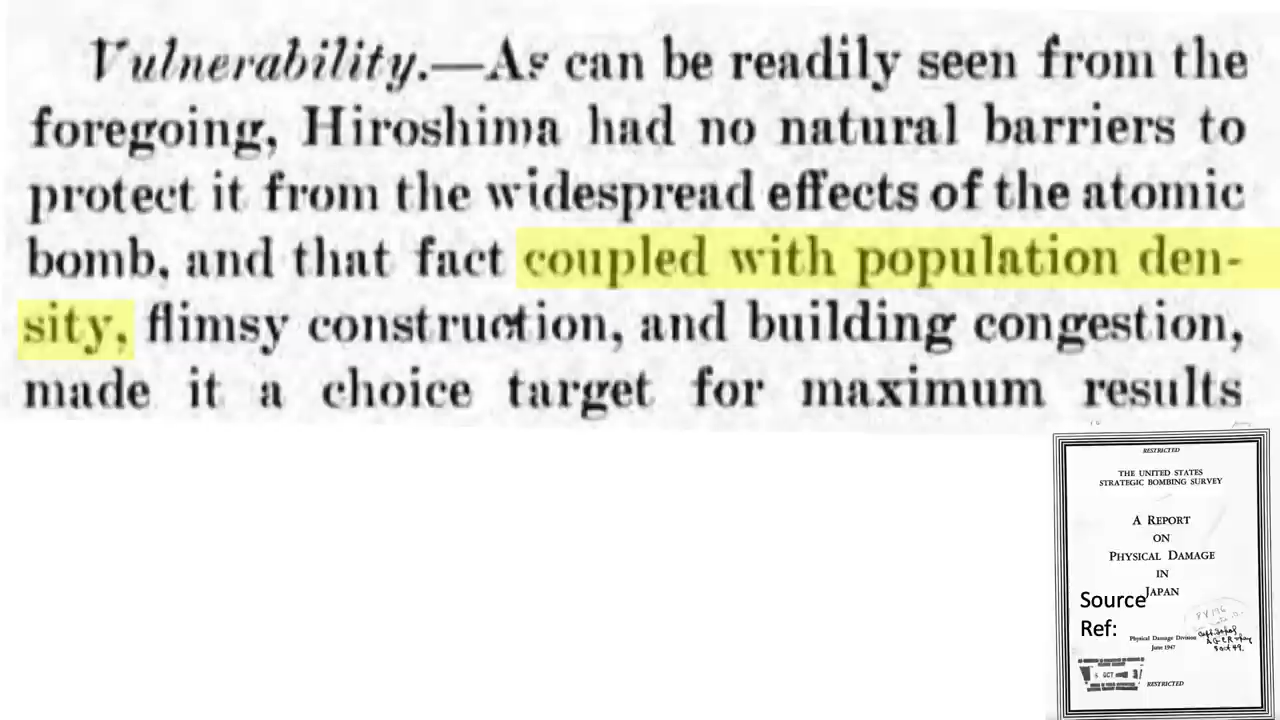 Vulnerability.—As can be readily seen from the
foregoing, Hiroshima had no natural barriers to
protect it from the widespread effects of the atomic
bomb, and that fact coupled with population den-
sity, flimsy construction, and building congestion,
made it a choice target for maximum results
RESTRICTED
THE UNITED STATES
STRATEGIC BOMBING SURVEY
A REPORT
ON
PHYSICAL DAMAGE
IN
JAPAN
Source
Ref:
Physical Damage Division
June 1947
OCT
RESTRICTED